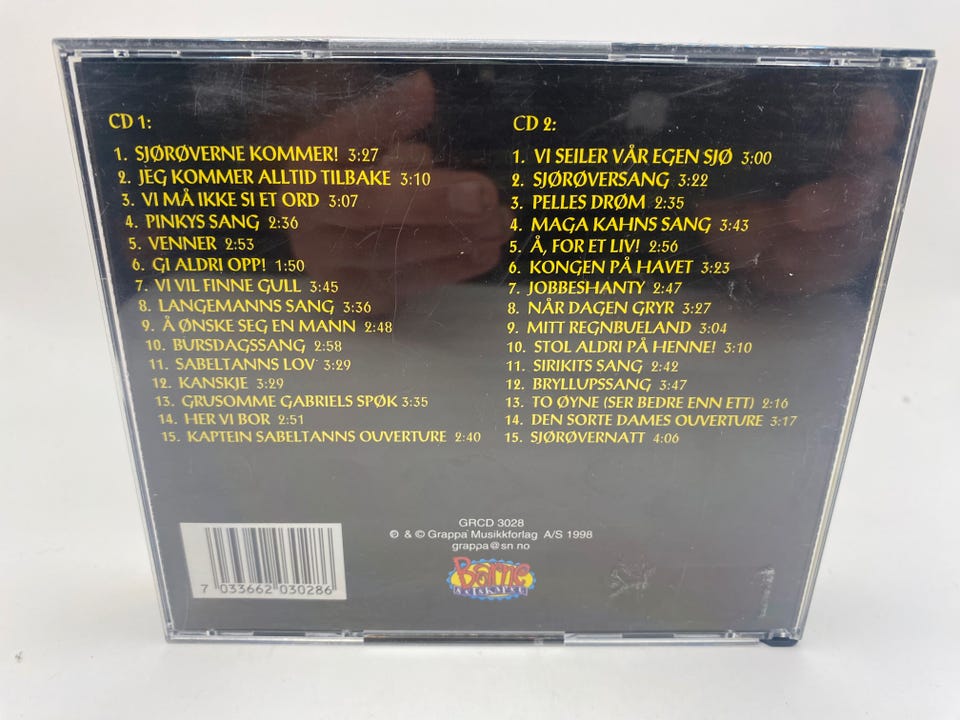 CD 1:
1. SJØRØVERNE KOMMER! 3:27
2. JEG KOMMER ALLTID TILBAKE 3:10
3. VI MÅ IKKE SI ET ORD 3:07
4. PINKYS SANG 2:36
5. VENNER 2:53
6. GI ALDRI OPP! 1:50
7. VI VIL FINNE GULL 3:45
8. LANGEMANNS SANG 3:36
9. Å ØNSKE SEG EN MANN 2:48
10. BURSDAGSSANG 2:58
11. SABELTANNS LOV 3:29
12. KANSKJE 3:29
13. GRUSOMME GABRIELS SPØK 3:35
14. HER VI BOR 2:51
15. KAPTEIN SABELTANNS OUVERTURE 2:40
CD 2:
1. VI SEILER VÅR EGEN SJØ 3:00
2. SJØRØVERSANG 3:22
3. PELLES DRØM 2:35
4. MAGA KAHNS SANG 3:43
5. Å, FOR ET LIV! 2:56
6. KONGEN PÅ HAVET 3:23
7. JOBBESHANTY 2:47
8. NÅR DAGEN GRYR 3:27
9. MITT REGNBUELAND 3:04
10. STOL ALDRI PÅ HENNE! 3:10
11. SIRIKITS SANG 2:42
12. BRYLLUPSSANG 3:47
13. TO ØYNE (SER BEDRE ENN ETT) 2:16
14. DEN SORTE DAMES OUVERTURE 3:17
15. SJØRØVERNATT 4:06
GRCD 3028
℗ & © Grappa Musikkforlag A/S 1998
grappa@sn.no
7 033662 030286
Barne
selskapet